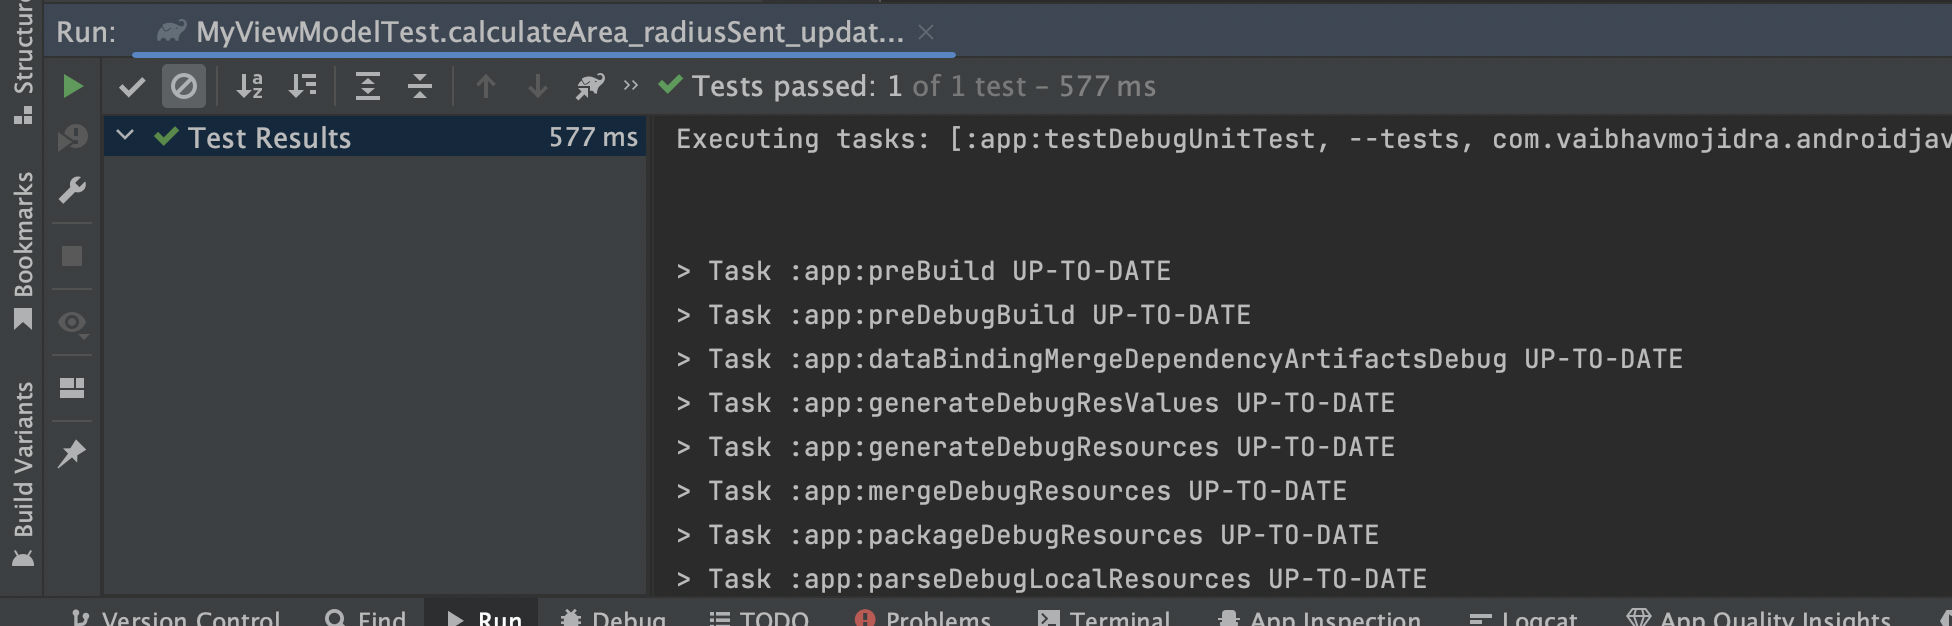 Run: MyViewModelTest.calculateArea_radiusSent_updat...
Tests passed: 1 of 1 test – 577 ms
Test Results 577 ms
Executing tasks: [:app:testDebugUnitTest, --tests, com.vaibhavmojidra.androidjav
> Task :app:preBuild UP-TO-DATE
> Task :app:preDebugBuild UP-TO-DATE
> Task :app:dataBindingMergeDependencyArtifactsDebug UP-TO-DATE
> Task :app:generateDebugResValues UP-TO-DATE
> Task :app:generateDebugResources UP-TO-DATE
> Task :app:mergeDebugResources UP-TO-DATE
> Task :app:packageDebugResources UP-TO-DATE
> Task :app:parseDebugLocalResources UP-TO-DATE
Structure
Bookmarks
Build Variants
Version Control Find Run Debug TODO Problems Terminal App Inspection Logcat App Quality Insights